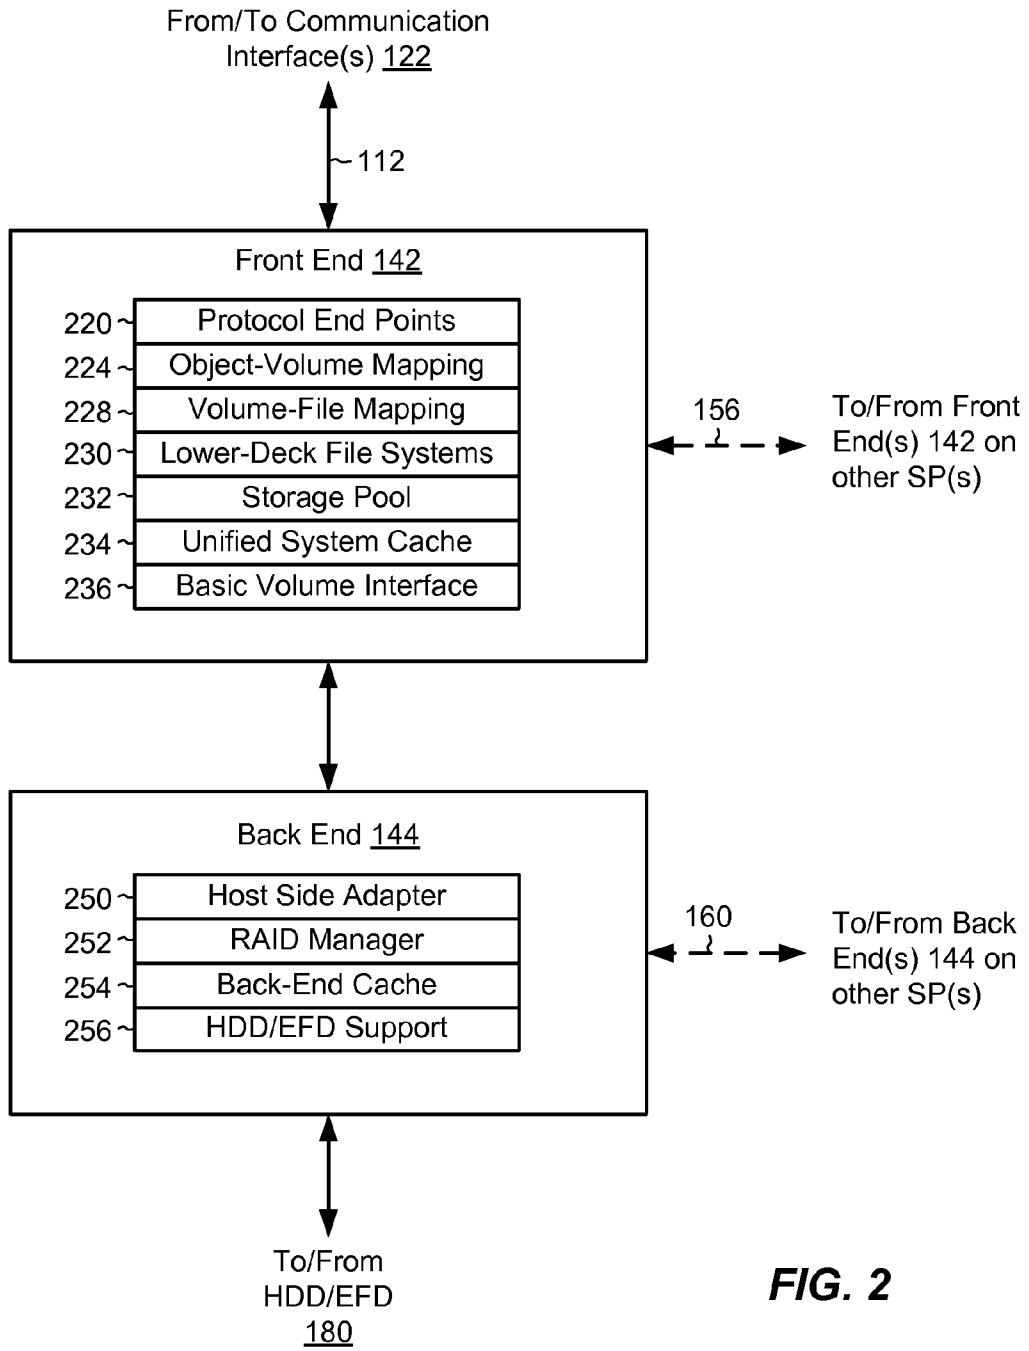 From/To Communication
Interface(s) 122
112
Front End 142
220 Protocol End Points
224 Object-Volume Mapping
228 Volume-File Mapping
230 Lower-Deck File Systems
232 Storage Pool
234 Unified System Cache
236 Basic Volume Interface
156
To/From Front
End(s) 142 on
other SP(s)
Back End 144
250 Host Side Adapter
252 RAID Manager
254 Back-End Cache
256 HDD/EFD Support
160
To/From Back
End(s) 144 on
other SP(s)
To/From
HDD/EFD
180
FIG. 2